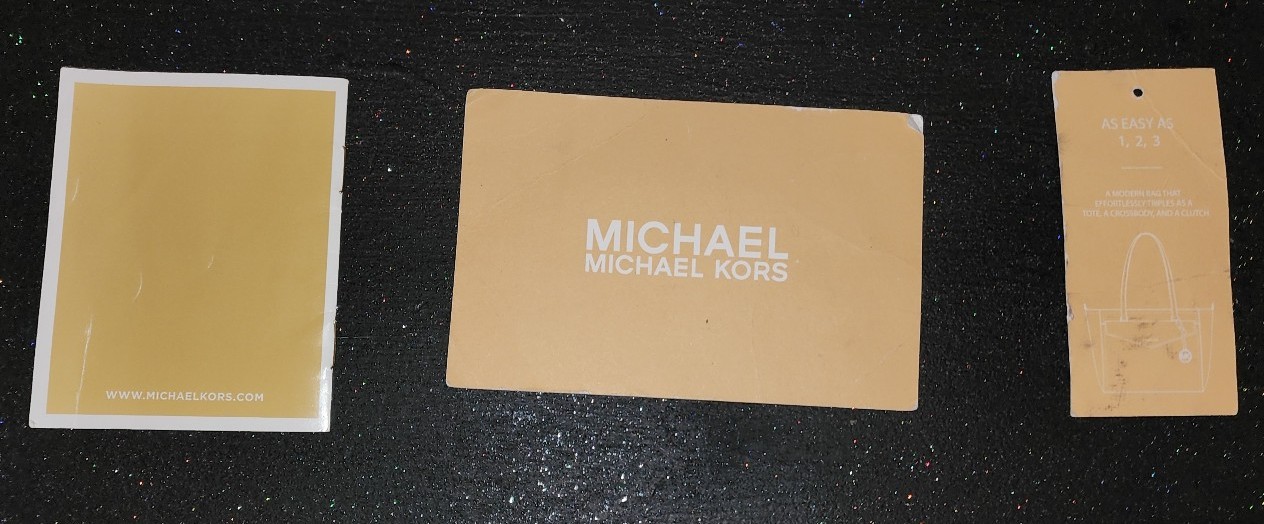 WWW.MICHAELKORS.COM
MICHAEL
MICHAEL KORS
AS EASY AS
1, 2, 3
A MODERN BAG THAT
EFFORTLESSLY TRIPLES AS A
TOTE, A CROSSBODY, AND A CLUTCH